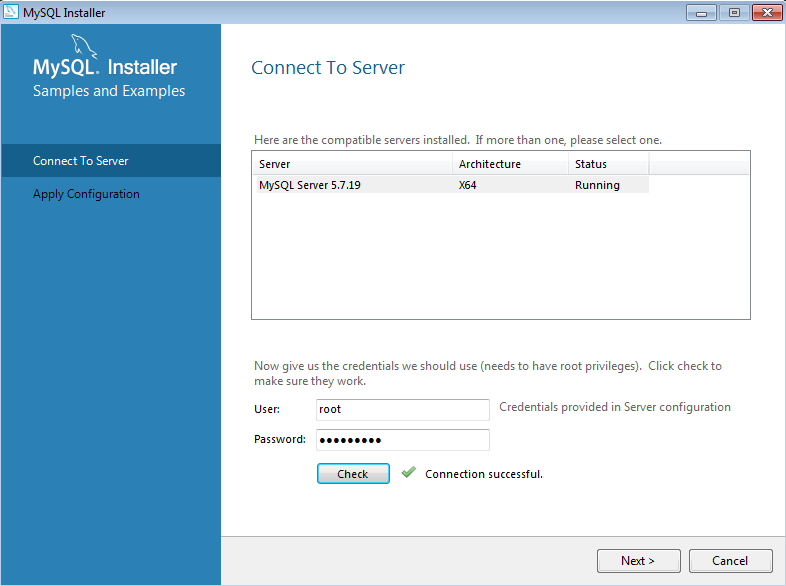 MySQL Installer
MySQL. Installer
Samples and Examples
Connect To Server
Apply Configuration
Connect To Server
Here are the compatible servers installed.  If more than one, please select one.
Server Architecture Status
MySQL Server 5.7.19 X64 Running
Now give us the credentials we should use (needs to have root privileges).  Click check to
make sure they work.
User: root Credentials provided in Server configuration
Password: ●●●●●●●●●
Check Connection successful.
Next > Cancel